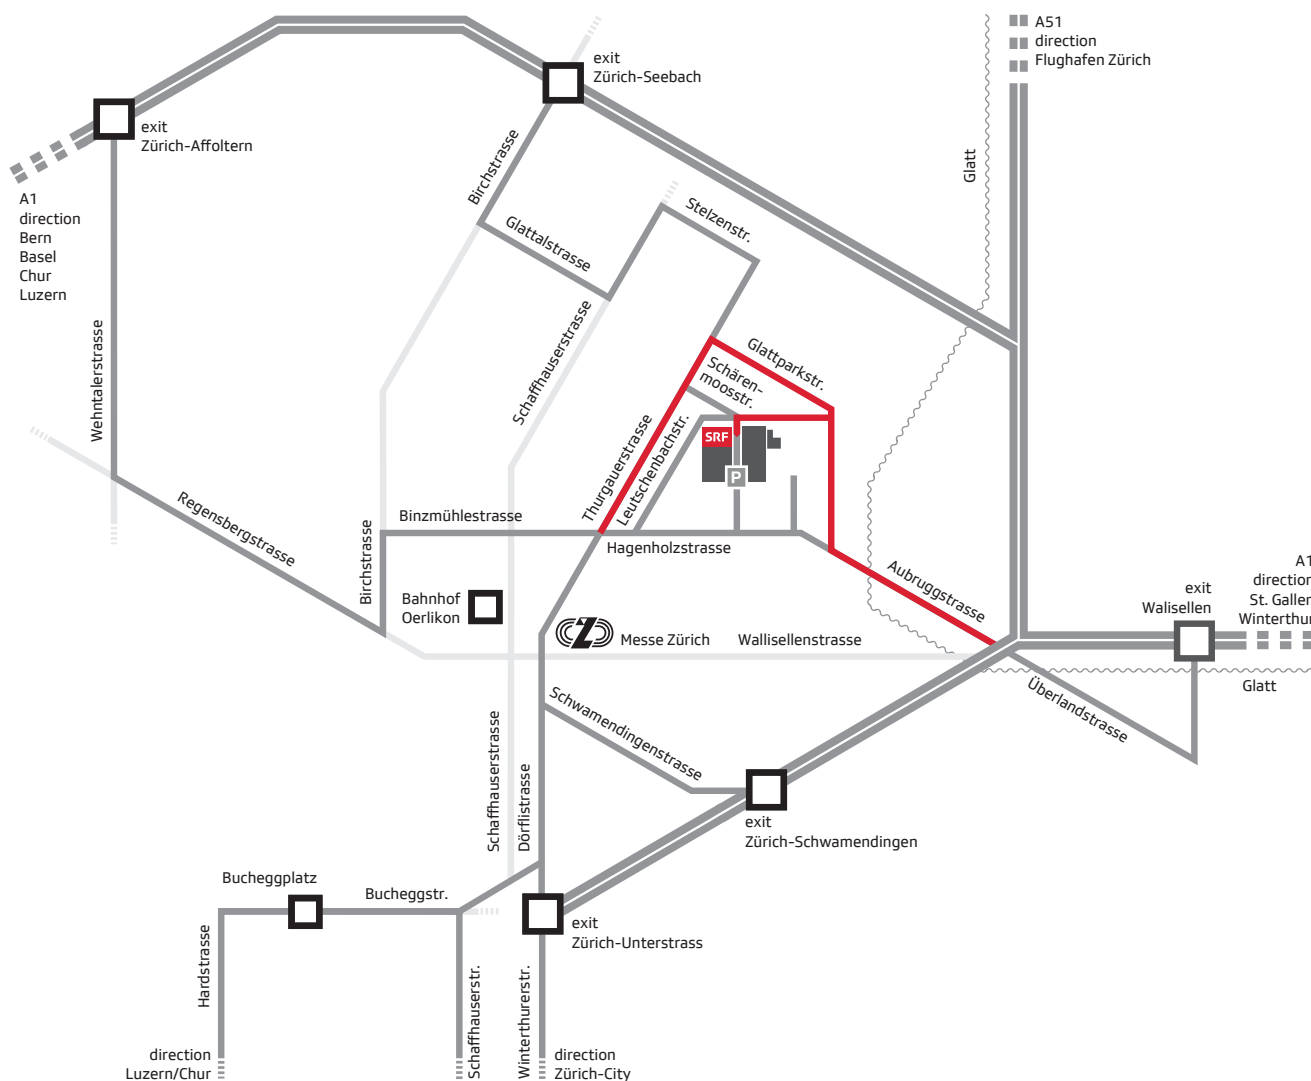 A51
direction
Flughafen Zürich
exit
Zürich-Seebach
exit
Zürich-Affoltern
A1
direction
Bern
Basel
Chur
Luzern
Birchstrasse
Glattalstrasse
Stelzenstr.
Glatt
Schaffhauserstrasse
Wehntalerstrasse
Glattparkstr.
Schären-
moosstr.
Thurgauerstrasse
Leutschenbachstr.
SRF
P
Regensbergstrasse
Binzmühlestrasse
Hagenholzstrasse
Birchstrasse
Bahnhof
Oerlikon
Aubruggstrasse
A1
direction
St. Gallen
Winterthur
exit
Walisellen
Messe Zürich
Wallisellenstrasse
Glatt
Überlandstrasse
Schwamendingenstrasse
Schaffhauserstrasse
Dörflistrasse
exit
Zürich-Schwamendingen
Bucheggplatz
Bucheggstr.
exit
Zürich-Unterstrass
Hardstrasse
Schaffhauserstr.
Winterthurerstr.
direction
Luzern/Chur
direction
Zürich-City